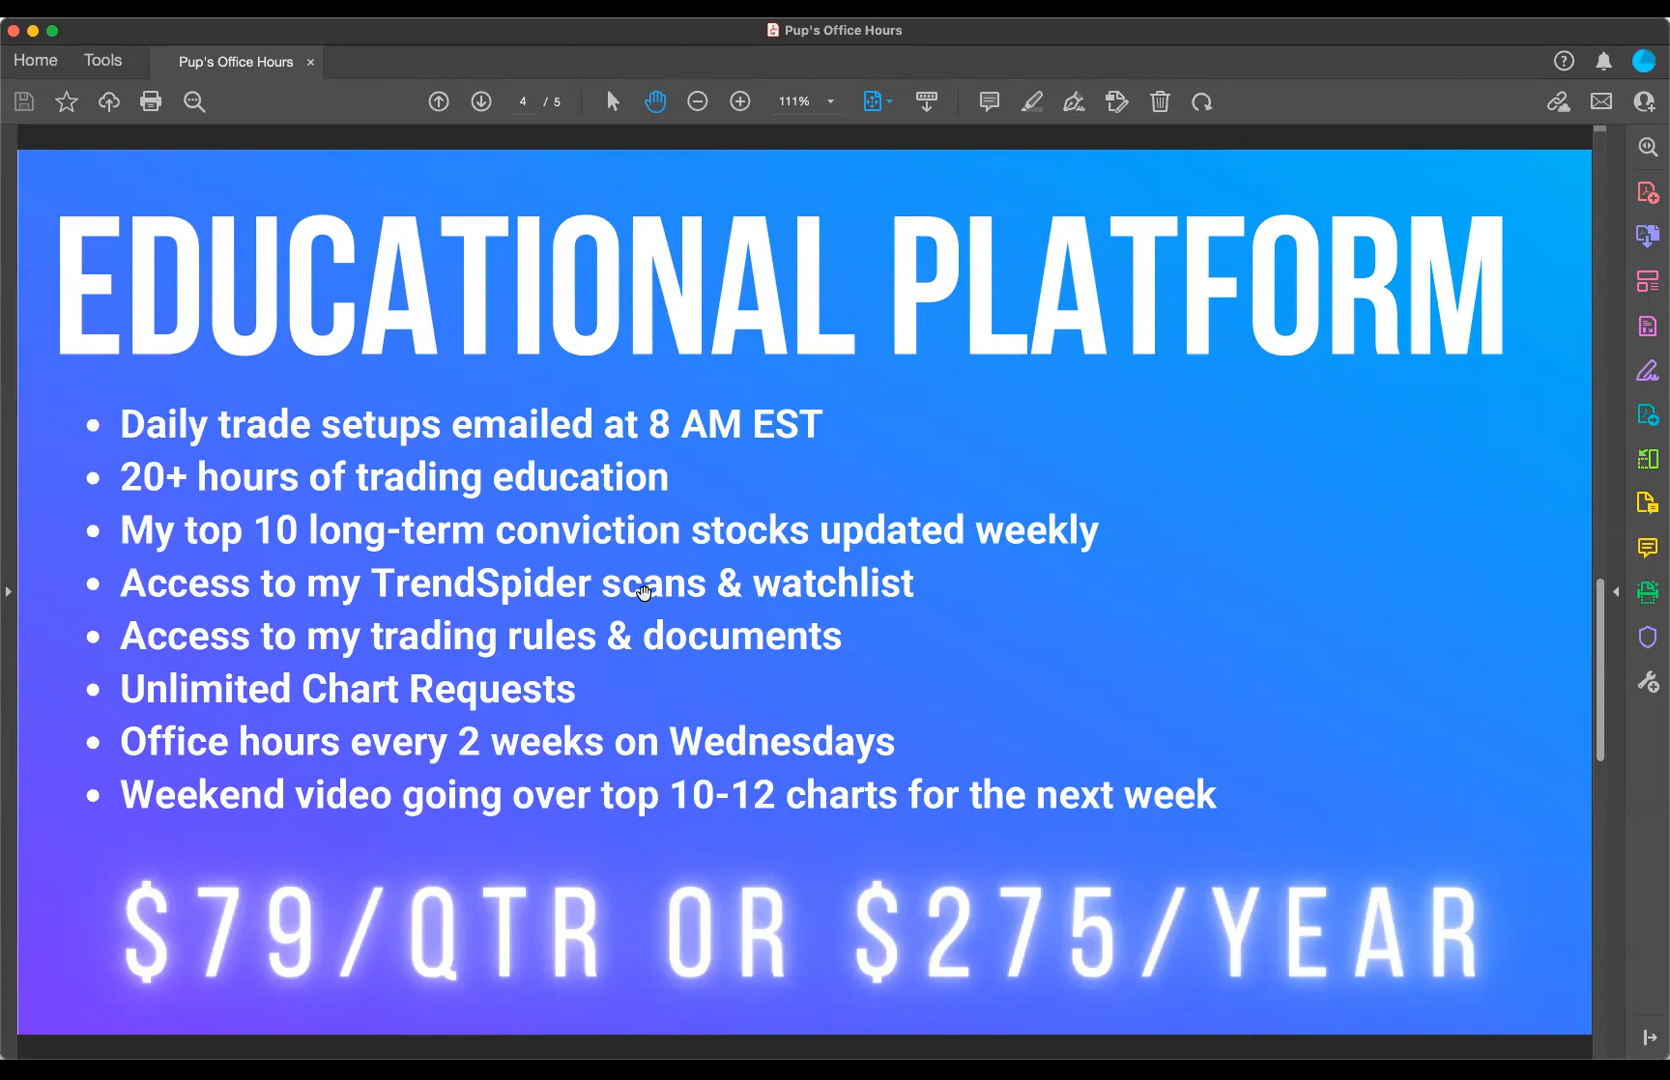 Pup's Office Hours
Home
Tools
Pup's Office Hours
4 / 5
111%
EDUCATIONAL PLATFORM
• Daily trade setups emailed at 8 AM EST
• 20+ hours of trading education
• My top 10 long-term conviction stocks updated weekly
• Access to my TrendSpider scans & watchlist
• Access to my trading rules & documents
• Unlimited Chart Requests
• Office hours every 2 weeks on Wednesdays
• Weekend video going over top 10-12 charts for the next week
$79/QTR OR $275/YEAR